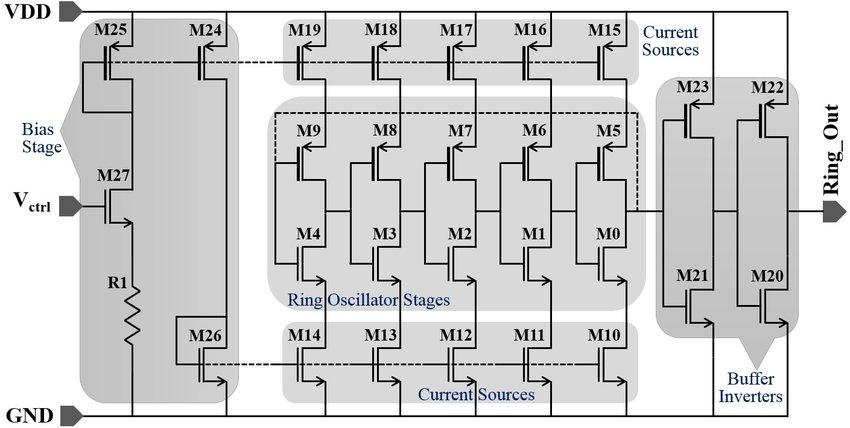 VDD
M25
M24
M19
M18
M17
M16
M15
Current
Sources
M23
M22
Bias
Stage
M9
M8
M7
M6
M5
Ring_Out
M27
Vctrl
M4
M3
M2
M1
M0
R1
Ring Oscillator Stages
M21
M20
M26
M14
M13
M12
M11
M10
Current Sources
Buffer
Inverters
GND